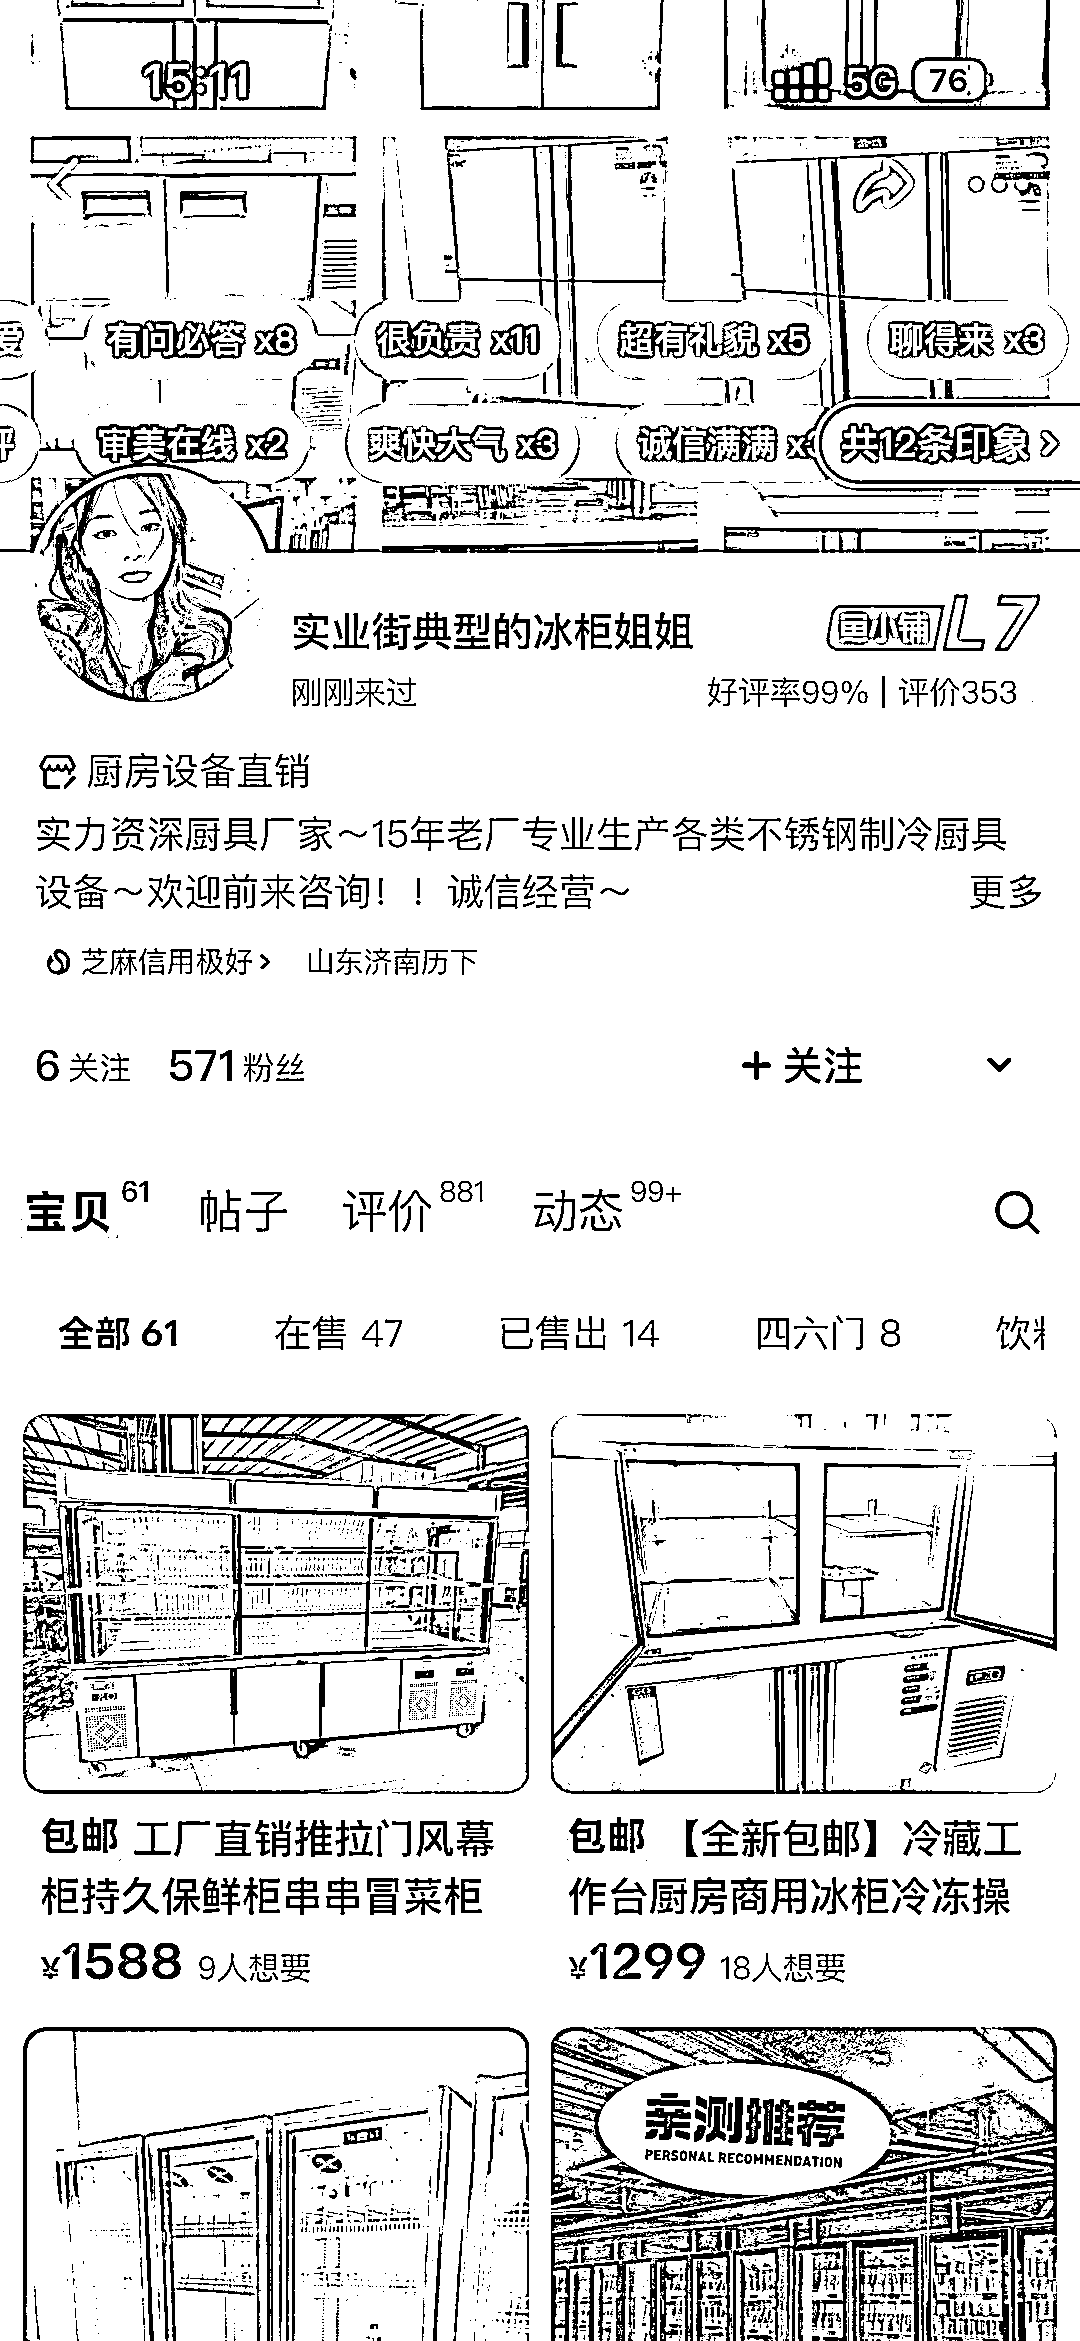 15:11
5G 76
爱
有问必答 x8
很负责 x11
超有礼貌 x5
聊得来 x3
评
审美在线 x2
爽快大气 x3
诚信满满 x
共12条印象 >
实业街典型的冰柜姐姐
鱼小铺 L7
刚刚来过
好评率99% | 评价353
厨房设备直销
实力资深厨具厂家～15年老厂专业生产各类不锈钢制冷厨具
设备～欢迎前来咨询！！诚信经营～
更多
芝麻信用极好 >
山东济南历下
6 关注
571 粉丝
+ 关注
宝贝 61
帖子
评价 881
动态 99+
全部 61
在售 47
已售出 14
四六门 8
饮料
包邮 工厂直销推拉门风幕
柜持久保鲜柜串串冒菜柜
¥1588 9人想要
包邮 【全新包邮】冷藏工
作台厨房商用冰柜冷冻操
¥1299 18人想要
亲测推荐
PERSONAL RECOMMENDATION